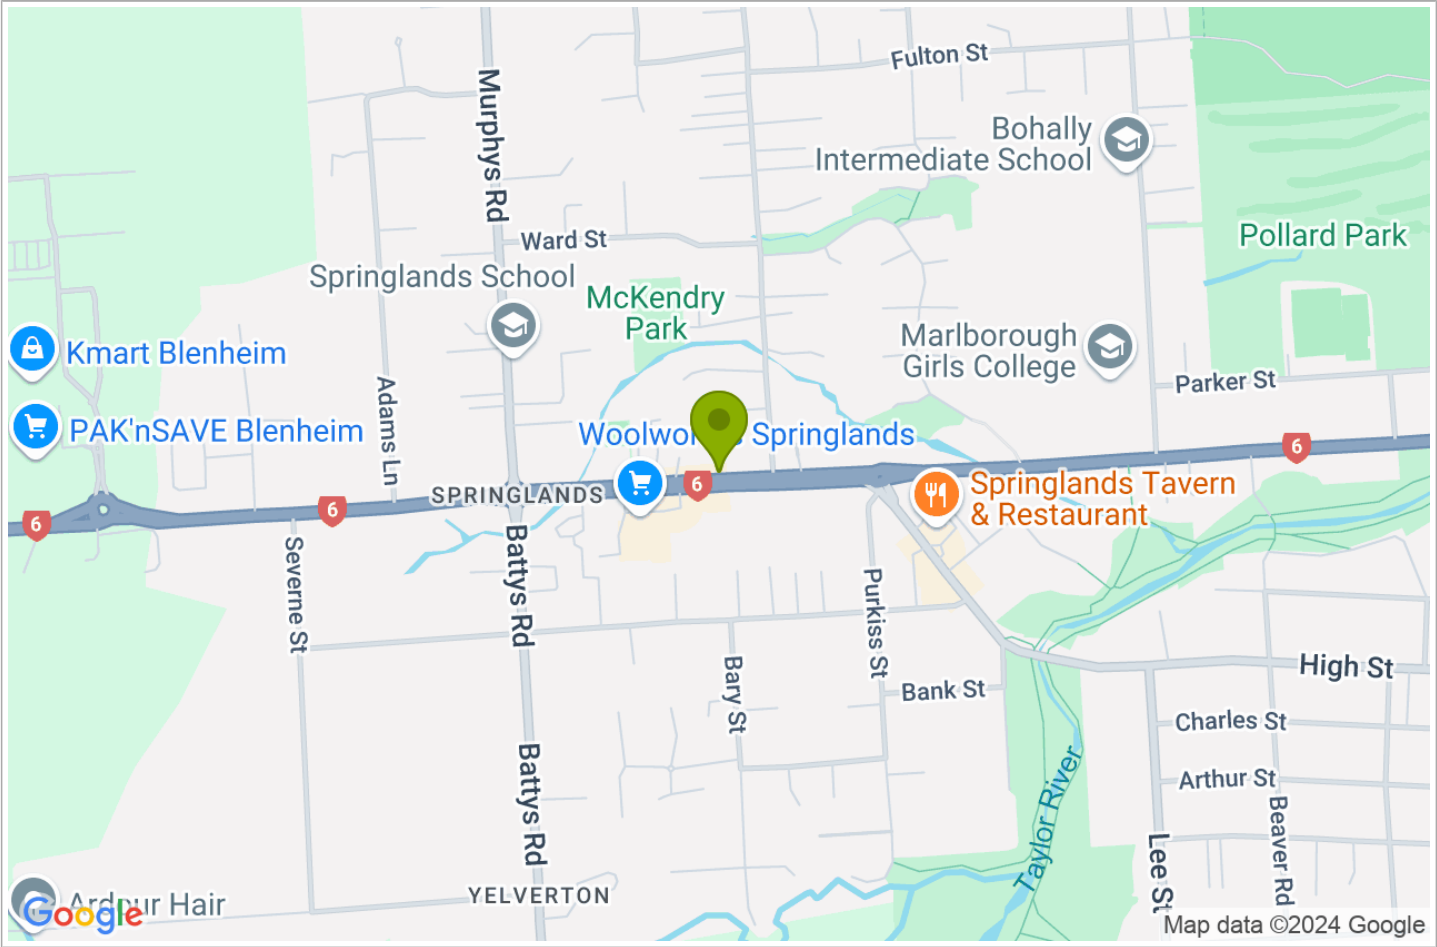 Fulton St
Murphys Rd
Bohally
Intermediate School
Ward St
Pollard Park
Springlands School
McKendry
Park
Marlborough
Girls College
Kmart Blenheim
Parker St
Adams Ln
PAK'nSAVE Blenheim
Springlands
6
6
SPRINGLANDS
6
6
Springlands Tavern
& Restaurant
Severne St
Battys Rd
Purkiss St
Bary St
Bank St
High St
Charles St
Arthur St
Battys Rd
Taylor River
Beaver Rd
Lee St
YELVERTON
Hair
Google
Map data ©2024 Google